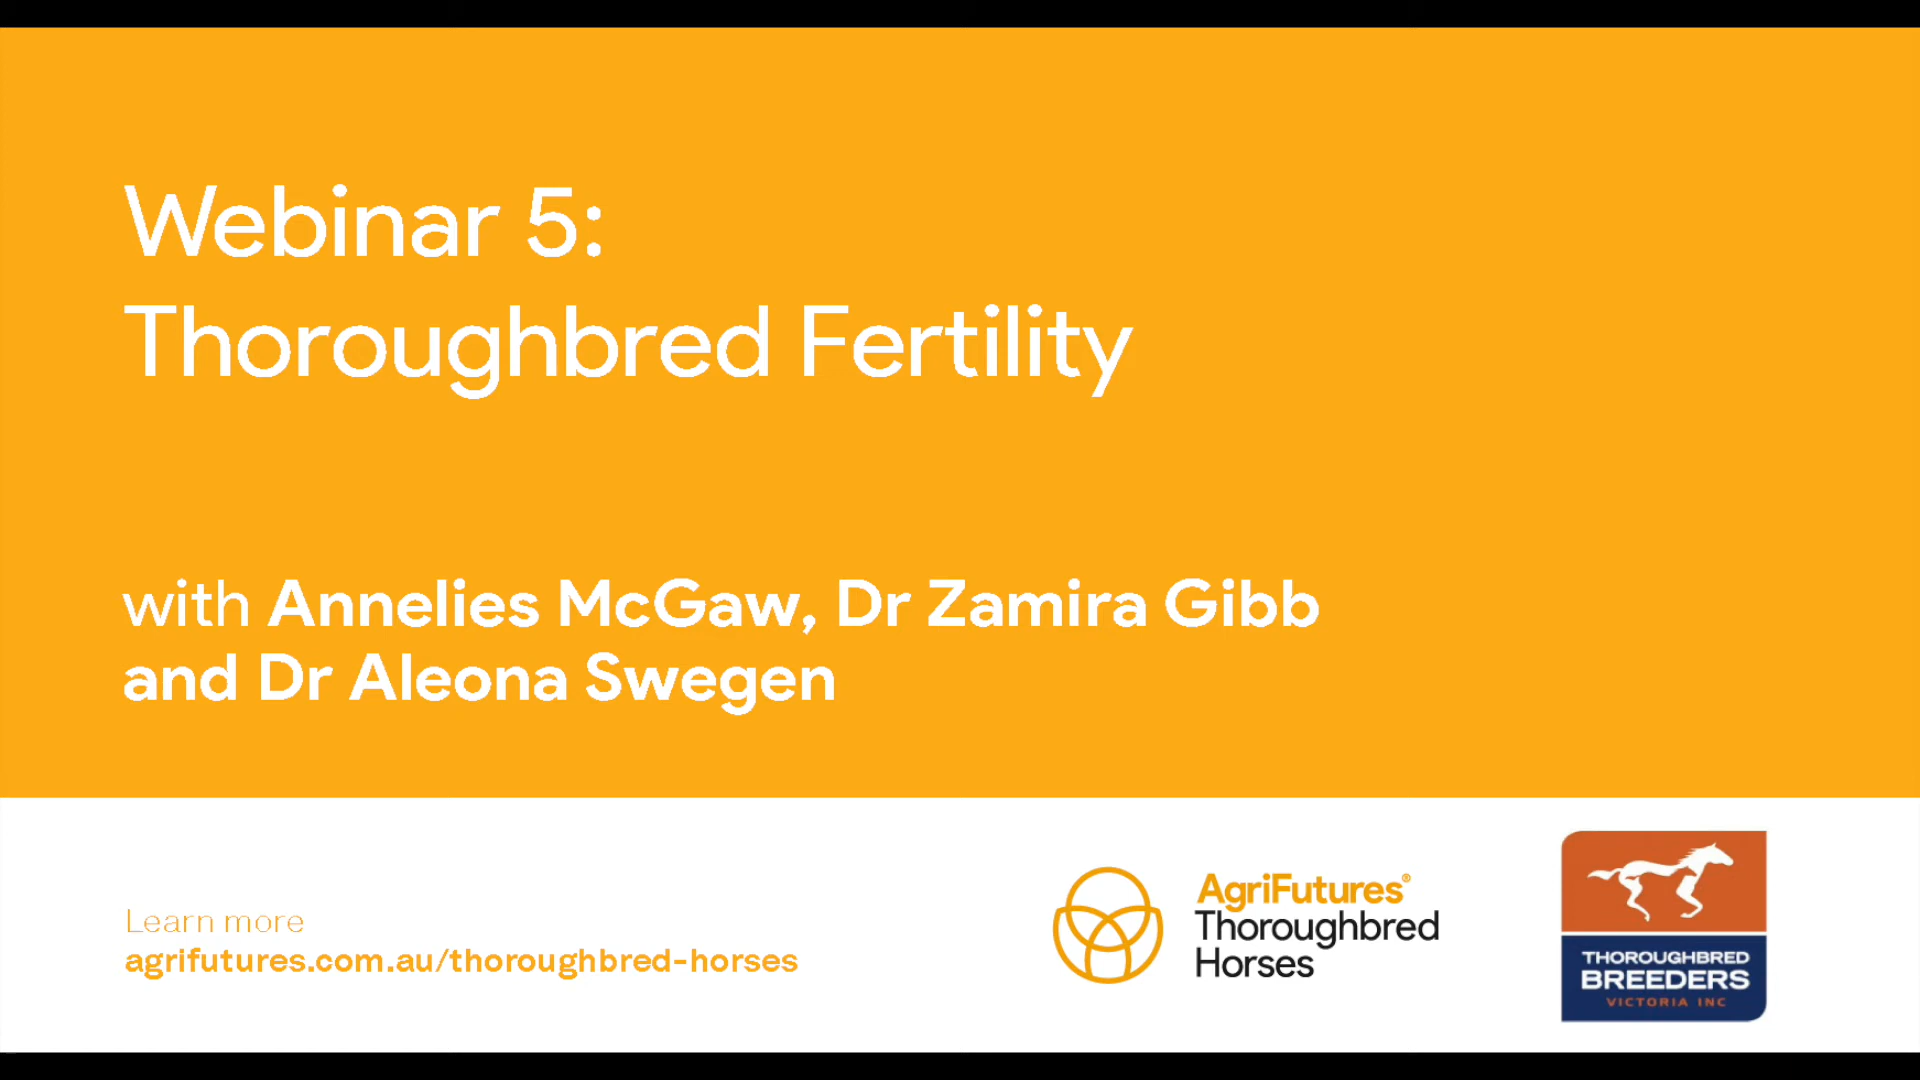 Webinar 5:
Thoroughbred Fertility
with Annelies McGaw, Dr Zamira Gibb
and Dr Aleona Swegen
Learn more
agrifutures.com.au/thoroughbred-horses
AgriFutures®
Thoroughbred
Horses
THOROUGHBRED
BREEDERS
VICTORIA INC